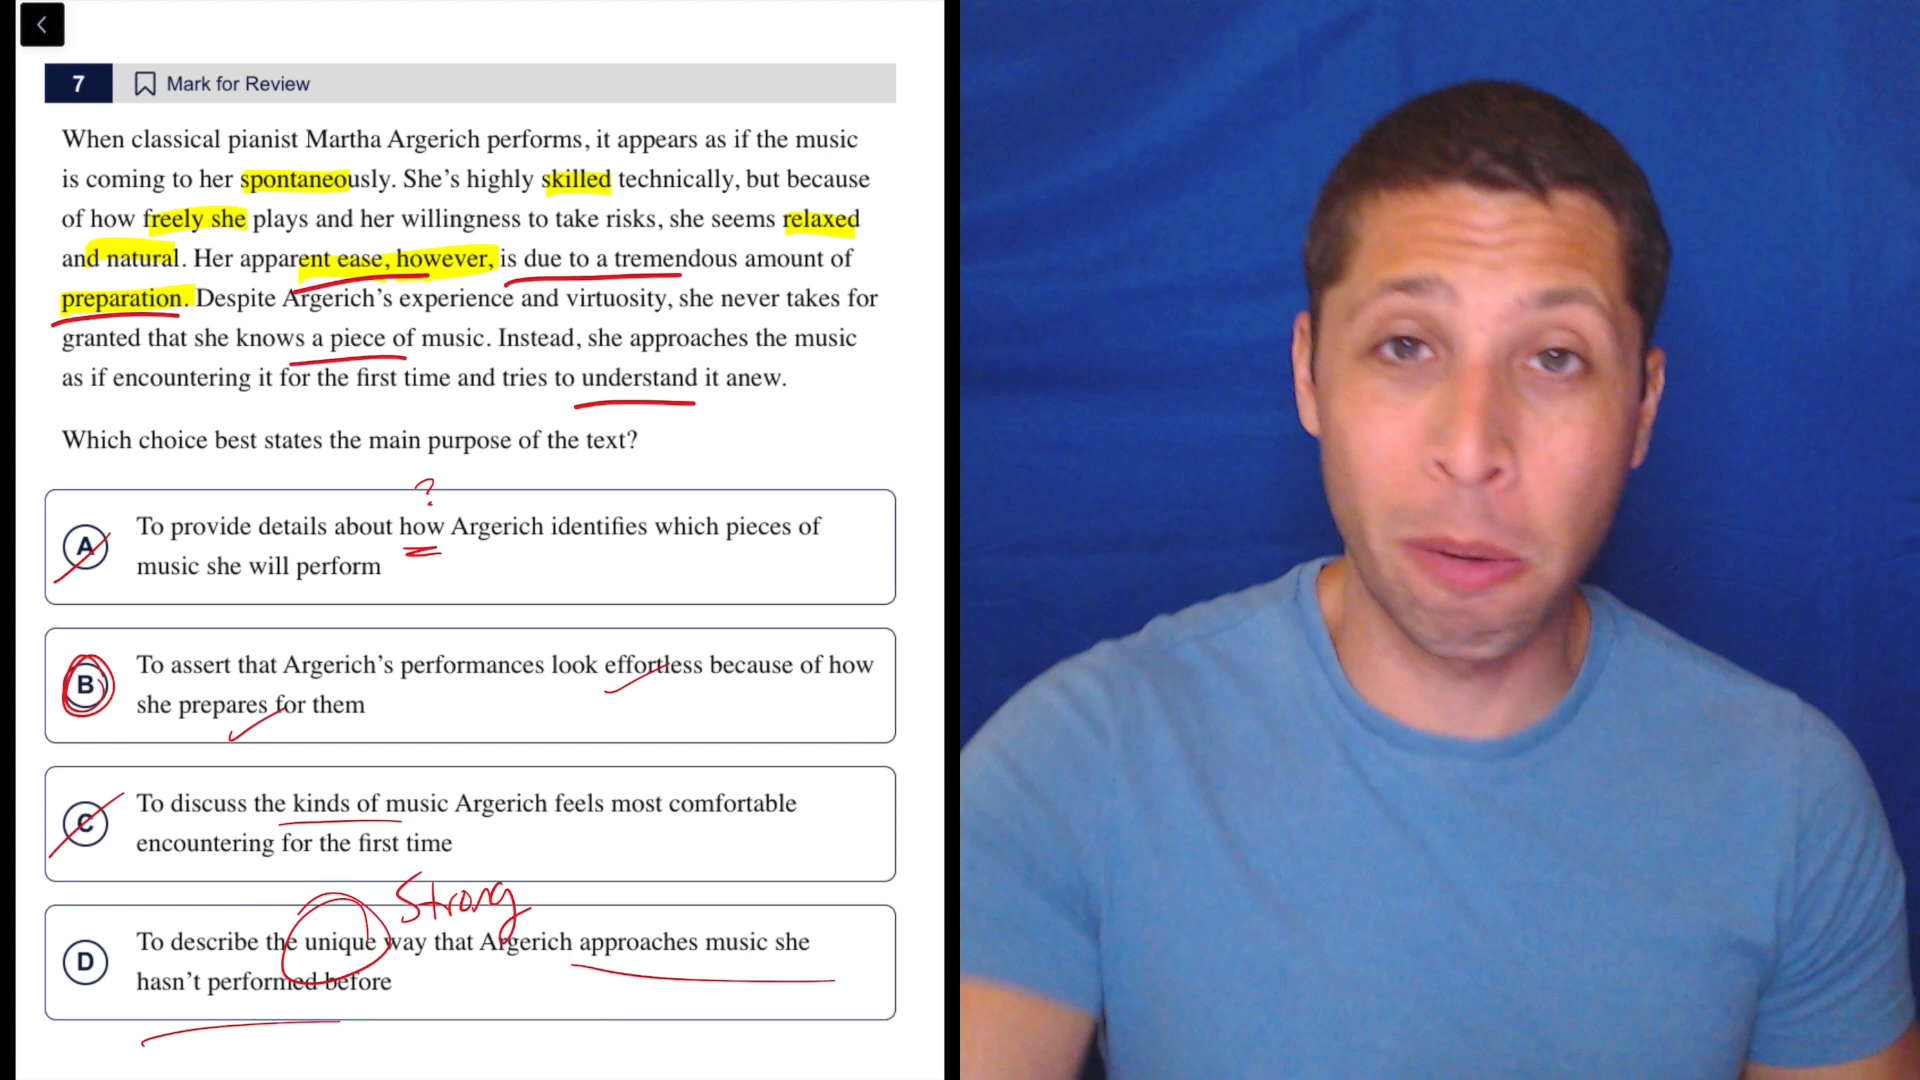 7 Mark for Review
When classical pianist Martha Argerich performs, it appears as if the music
is coming to her spontaneously. She’s highly skilled technically, but because
of how freely she plays and her willingness to take risks, she seems relaxed
and natural. Her apparent ease, however, is due to a tremendous amount of
preparation. Despite Argerich’s experience and virtuosity, she never takes for
granted that she knows a piece of music. Instead, she approaches the music
as if encountering it for the first time and tries to understand it anew.
Which choice best states the main purpose of the text?
?
A To provide details about how Argerich identifies which pieces of
music she will perform
B To assert that Argerich’s performances look effortless because of how
she prepares for them
C To discuss the kinds of music Argerich feels most comfortable
encountering for the first time
Strong
D To describe the unique way that Argerich approaches music she
hasn’t performed before